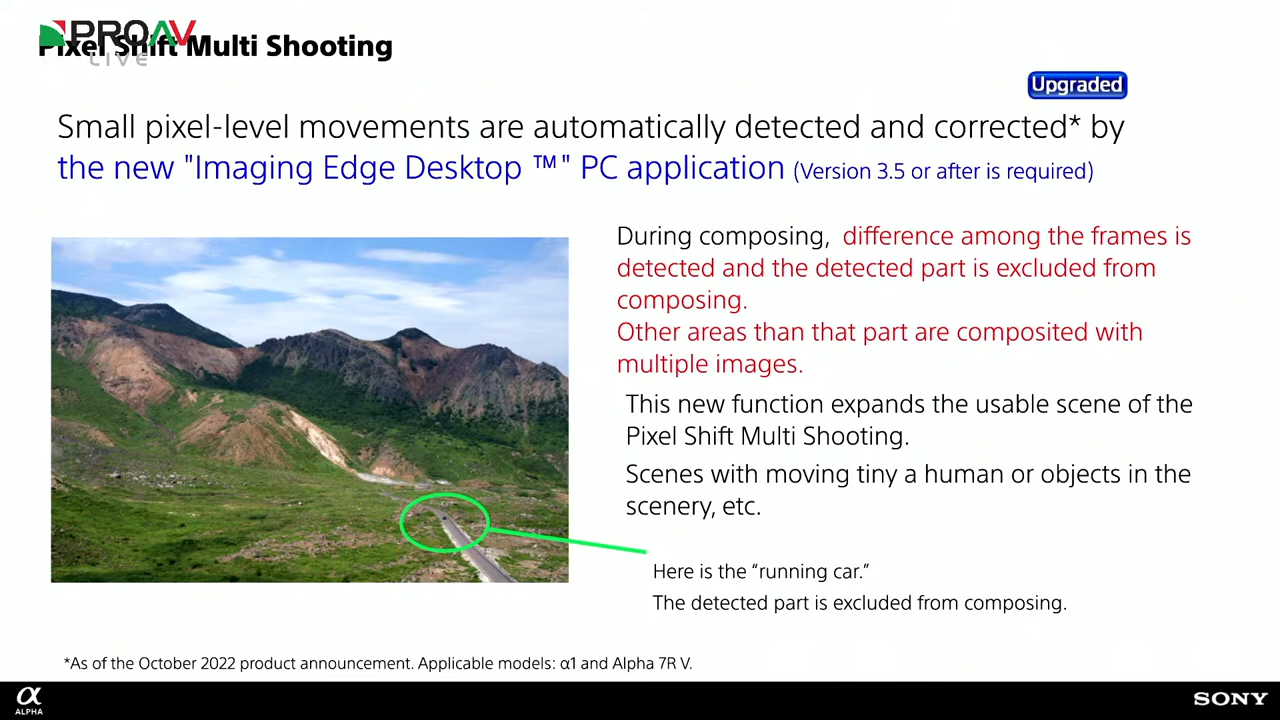 PROAV
LIVE
Pixel Shift Multi Shooting
Upgraded
Small pixel-level movements are automatically detected and corrected* by
the new "Imaging Edge Desktop ™" PC application (Version 3.5 or after is required)
During composing, difference among the frames is
detected and the detected part is excluded from
composing.
Other areas than that part are composited with
multiple images.
This new function expands the usable scene of the
Pixel Shift Multi Shooting.
Scenes with moving tiny a human or objects in the
scenery, etc.
Here is the “running car.”
The detected part is excluded from composing.
*As of the October 2022 product announcement. Applicable models: α1 and Alpha 7R V.
α
ALPHA
SONY